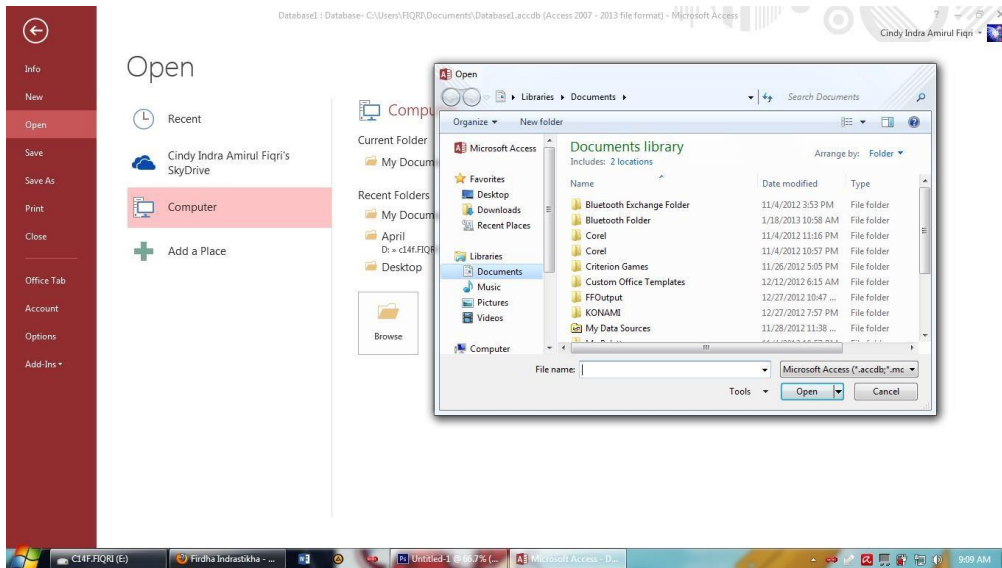 Database1 : Database- C:\Users\FIQRI\Documents\Database1.accdb (Access 2007 - 2013 file format) - Microsoft Access
?
Cindy Indra Amirul Fiqri
Info
New
Open
Save
Save As
Print
Close
Office Tab
Account
Options
Add-Ins
Open
Recent
Cindy Indra Amirul Fiqri's
SkyDrive
Computer
Add a Place
Compu
Current Folder
My Docum
Recent Folders
My Docum
April
D: » c14f.FIQR
Desktop
Browse
Open
Libraries Documents
Search Documents
Organize New folder
Microsoft Access
Favorites
Desktop
Downloads
Recent Places
Libraries
Documents
Music
Pictures
Videos
Computer
Documents library
Includes: 2 locations
Arrange by: Folder
Name Date modified Type
Bluetooth Exchange Folder 11/4/2012 3:53 PM File folder
Bluetooth Folder 1/18/2013 10:58 AM File folder
Corel 11/4/2012 11:16 PM File folder
Corel 11/4/2012 10:57 PM File folder
Criterion Games 11/26/2012 5:05 PM File folder
Custom Office Templates 12/12/2012 6:15 AM File folder
FFOutput 12/27/2012 10:47 ... File folder
KONAMI 12/27/2012 7:57 PM File folder
My Data Sources 11/28/2012 11:38 ... File folder
File name: Microsoft Access (*.accdb;*.mc
Tools Open Cancel
C14F.FIQRI (E:) Firdha Indrastikha - ... Untitled-1 @ 66.7% (... Microsoft Access - D... 9:09 AM